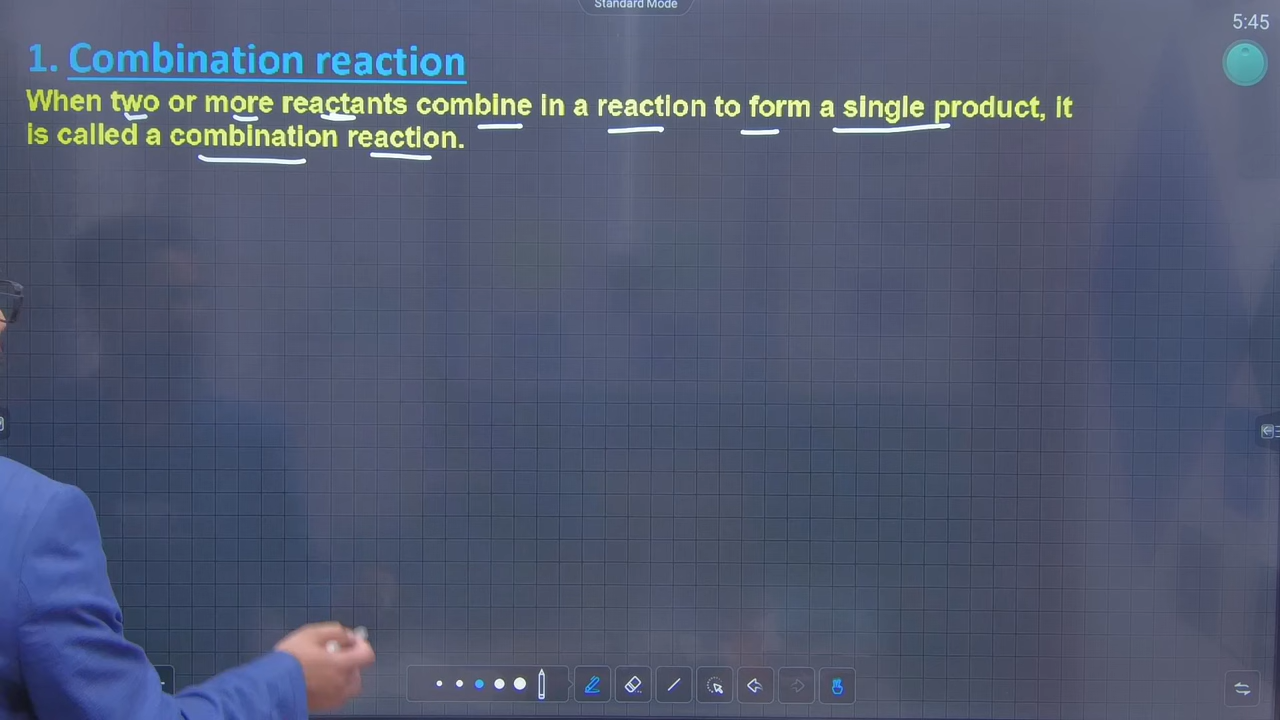 Standard Mode
5:45
1. Combination reaction
When two or more reactants combine in a reaction to form a single product, it
is called a combination reaction.